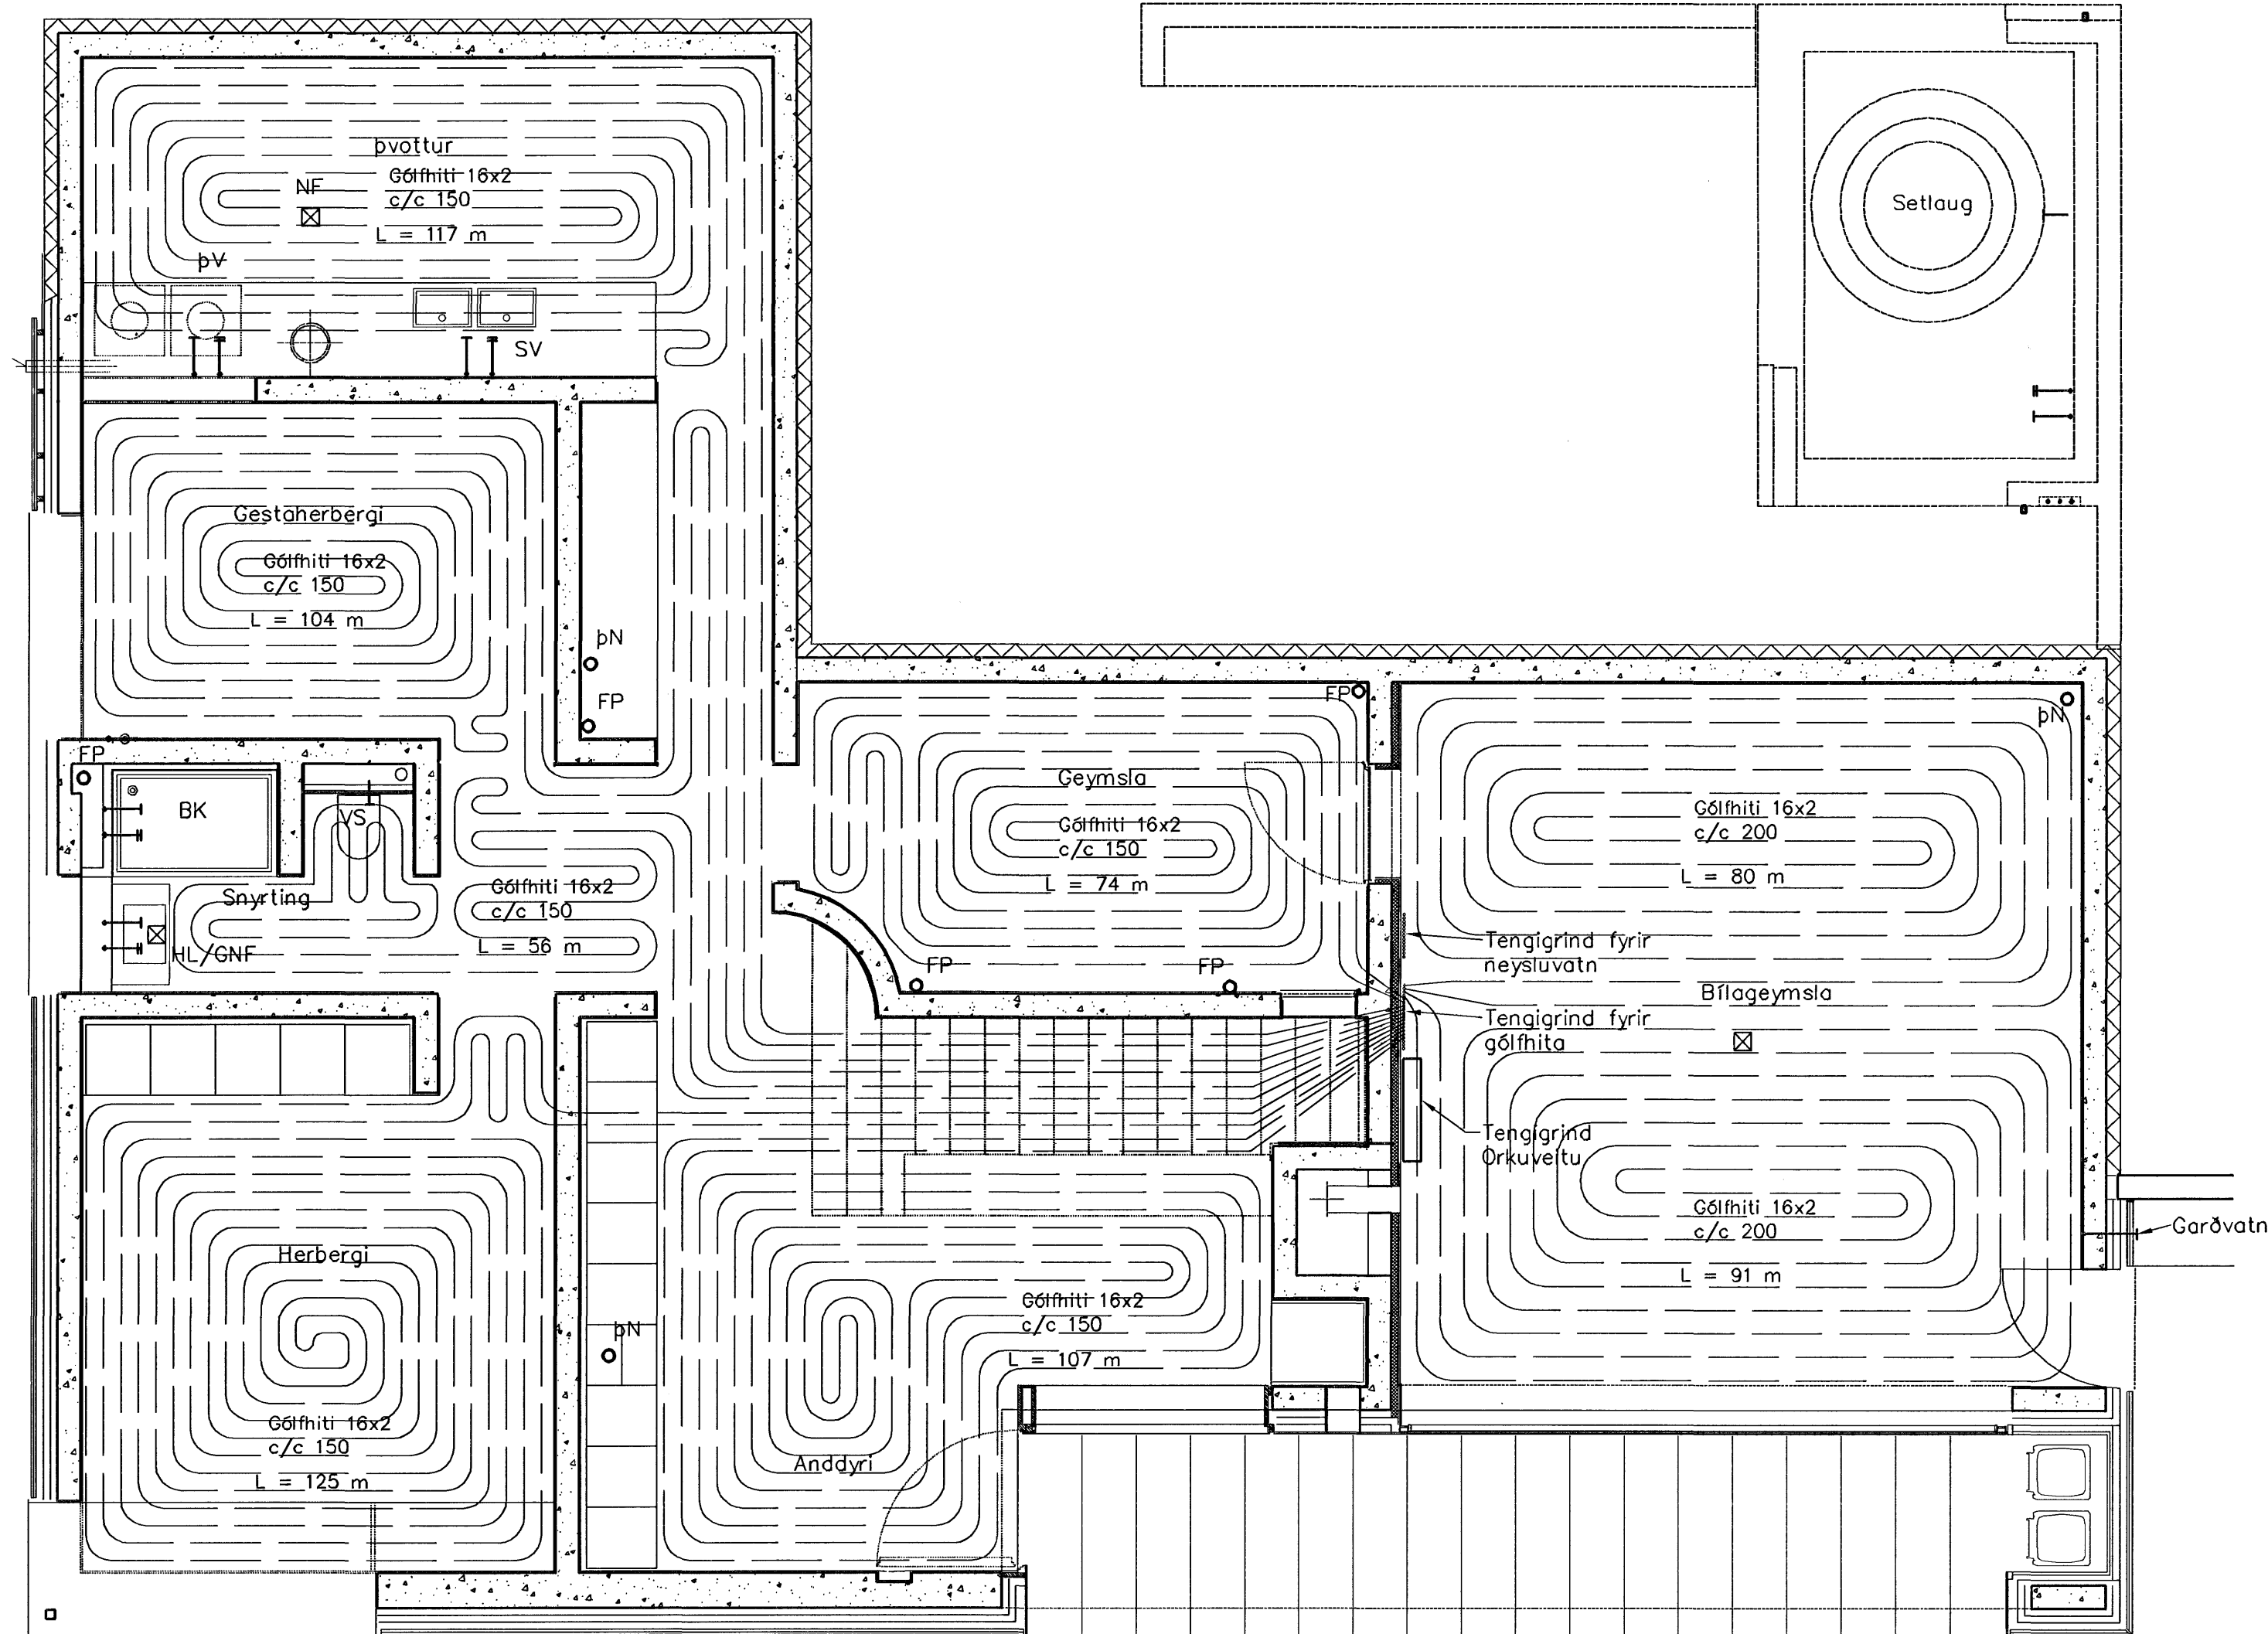 þvottur
Gólfhiti 16x2
c/c 150
NF
L = 117 m
þV
SV
Setlaug
Gestaherbergi
Gólfhiti 16x2
c/c 150
L = 104 m
þN
FP
FP
þN
FP
BK
VS
Geymsla
Gólfhiti 16x2
c/c 150
L = 74 m
Gólfhiti 16x2
c/c 200
L = 80 m
Snyrting
HL/GNF
Gólfhiti 16x2
c/c 150
L = 56 m
FP
FP
Tengigrind fyrir
neysluvatn
Bílageymsla
Tengigrind fyrir
gólfhita
Tengigrind
Orkuveitu
Gólfhiti 16x2
c/c 200
L = 91 m
Garðvatn
Herbergi
Gólfhiti 16x2
c/c 150
L = 125 m
þN
Gólfhiti 16x2
c/c 150
L = 107 m
Anddyri